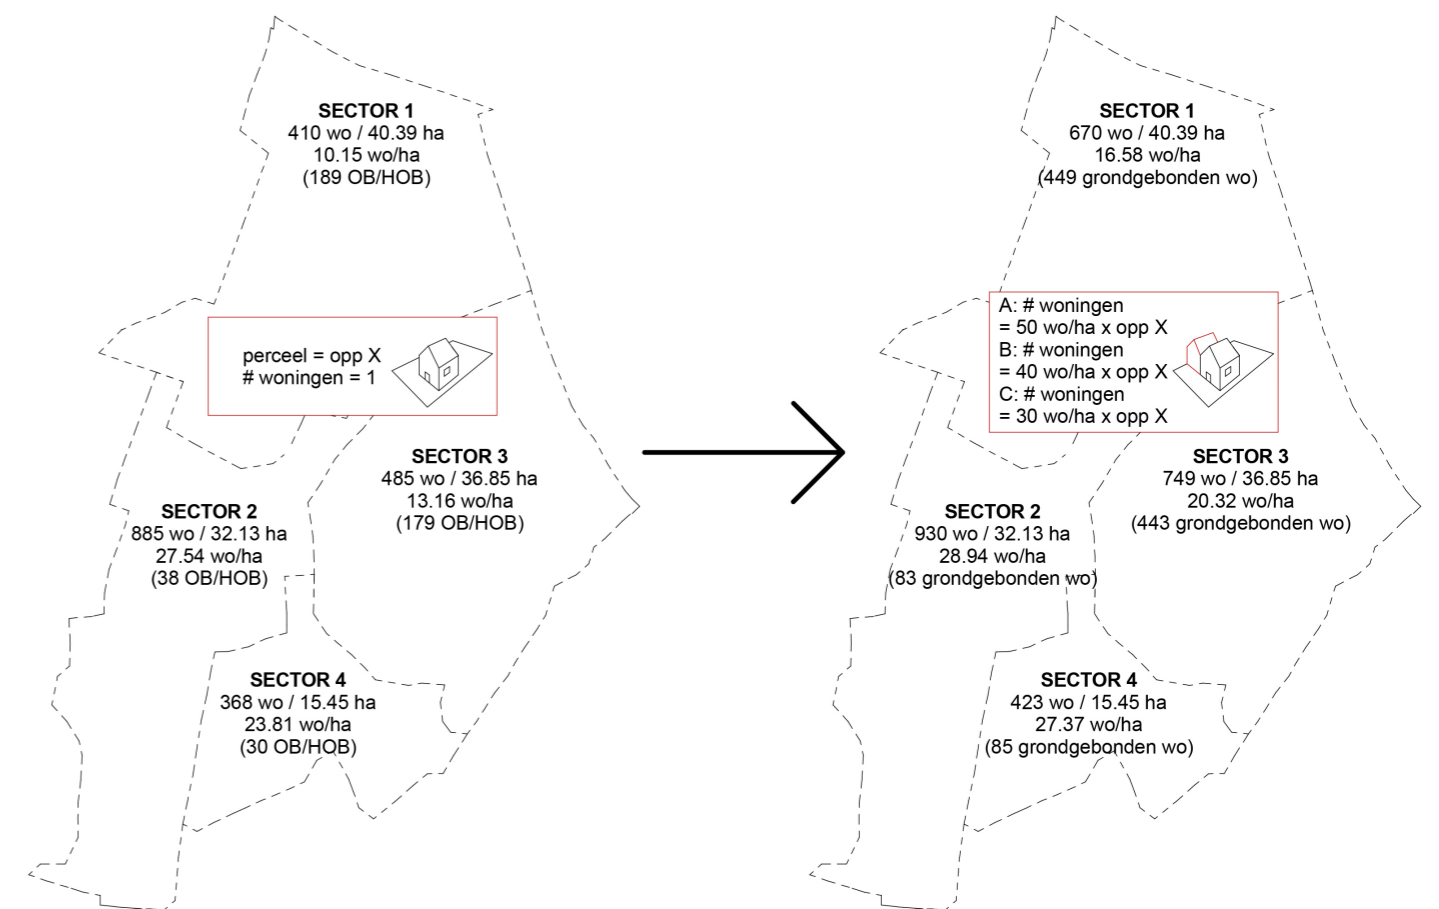 SECTOR 1
410 wo / 40.39 ha
10.15 wo/ha
(189 OB/HOB)
perceel = opp X
# woningen = 1
SECTOR 3
485 wo / 36.85 ha
13.16 wo/ha
(179 OB/HOB)
SECTOR 2
885 wo / 32.13 ha
27.54 wo/ha
(38 OB/HOB)
SECTOR 4
368 wo / 15.45 ha
23.81 wo/ha
(30 OB/HOB)
SECTOR 1
670 wo / 40.39 ha
16.58 wo/ha
(449 grondgebonden wo)
A: # woningen
= 50 wo/ha x opp X
B: # woningen
= 40 wo/ha x opp X
C: # woningen
= 30 wo/ha x opp X
SECTOR 3
749 wo / 36.85 ha
20.32 wo/ha
(443 grondgebonden wo)
SECTOR 2
930 wo / 32.13 ha
28.94 wo/ha
(83 grondgebonden wo)
SECTOR 4
423 wo / 15.45 ha
27.37 wo/ha
(85 grondgebonden wo)